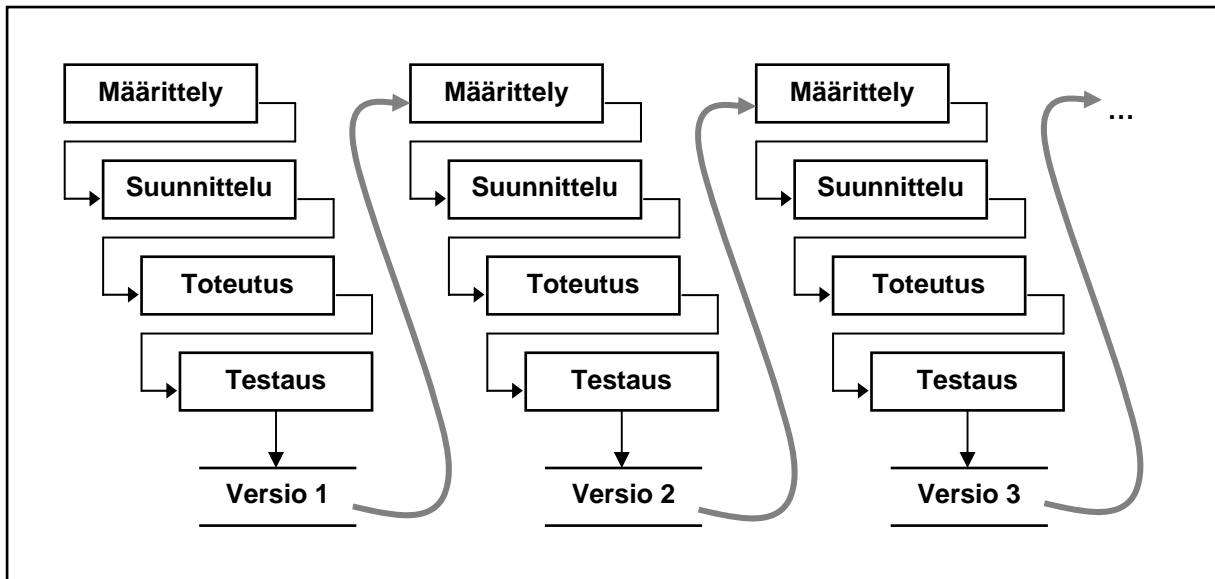 Määrittely
Suunnittelu
Toteutus
Testaus
Versio 1
Määrittely
Suunnittelu
Toteutus
Testaus
Versio 2
Määrittely
Suunnittelu
Toteutus
Testaus
Versio 3
...